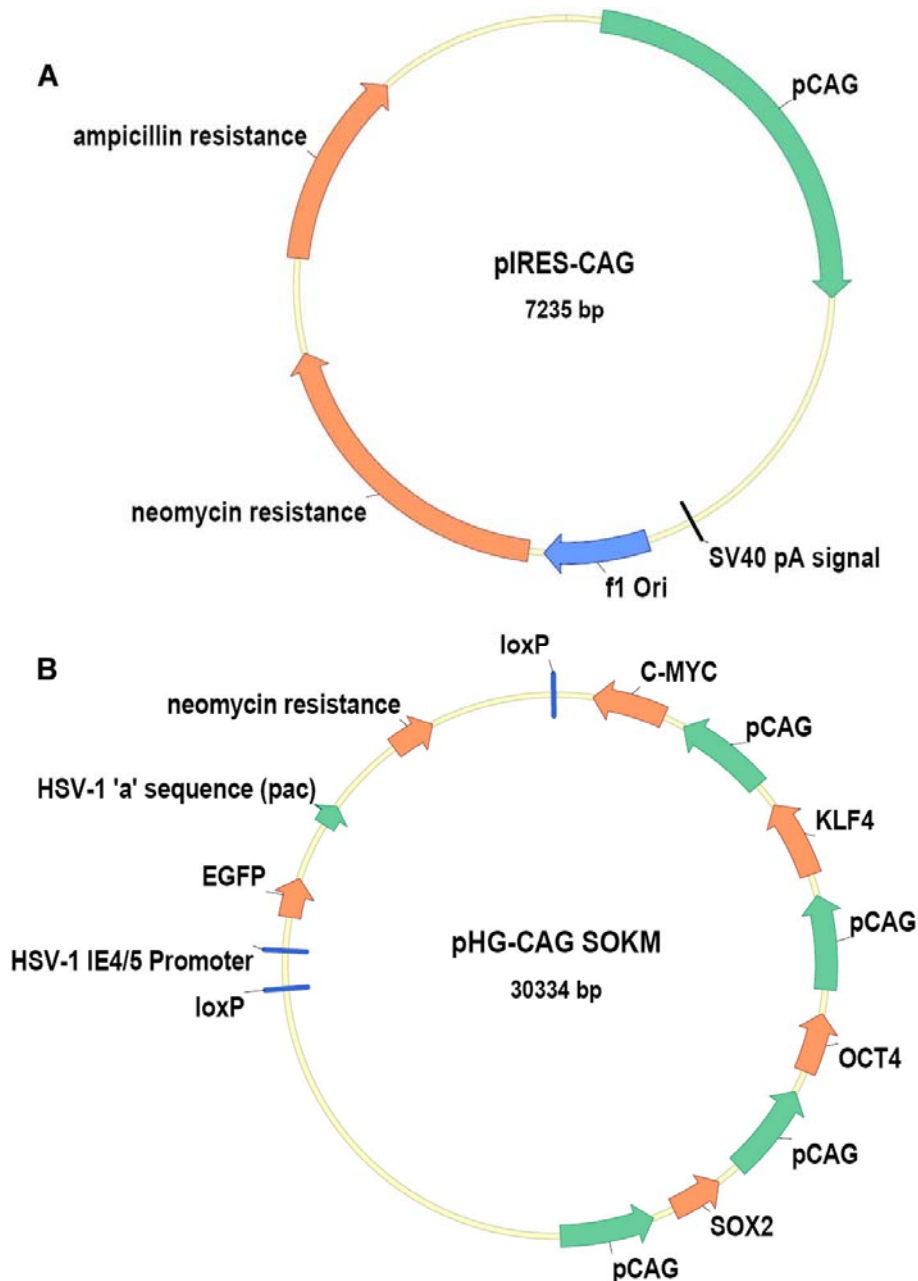 A
pCAG
ampicillin resistance
pIRES-CAG
7235 bp
neomycin resistance
SV40 pA signal
f1 Ori
B
loxP
C-MYC
neomycin resistance
pCAG
HSV-1 'a' sequence (pac)
KLF4
EGFP
pCAG
pHG-CAG SOKM
HSV-1 IE4/5 Promoter
30334 bp
loxP
OCT4
pCAG
SOX2
pCAG